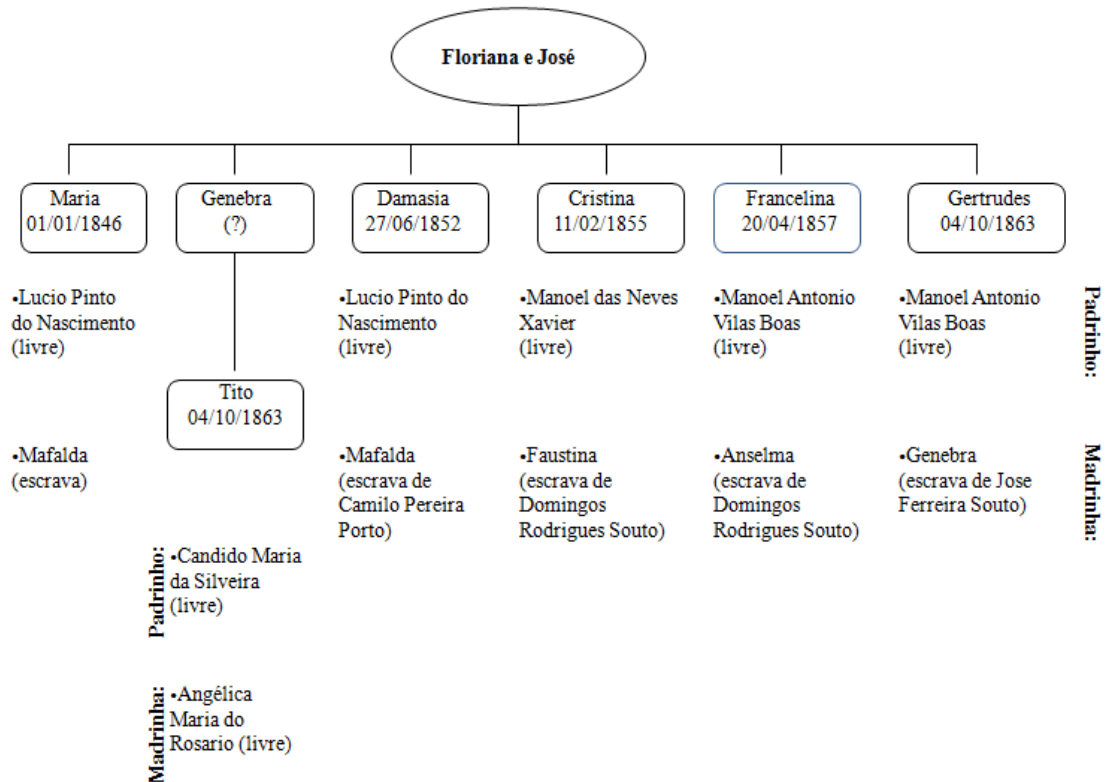 Floriana e José
Maria
01/01/1846
Genebra
(?)
Damasia
27/06/1852
Cristina
11/02/1855
Francelina
20/04/1857
Gertrudes
04/10/1863
Padrinho:
•Lucio Pinto
do Nascimento
(livre)
•Lucio Pinto do
Nascimento
(livre)
•Manoel das Neves
Xavier
(livre)
•Manoel Antonio
Vilas Boas
(livre)
•Manoel Antonio
Vilas Boas
(livre)
Tito
04/10/1863
Madrinha:
•Mafalda
(escrava)
•Mafalda
(escrava de
Camilo Pereira
Porto)
•Faustina
(escrava de
Domingos
Rodrigues Souto)
•Anselma
(escrava de
Domingos
Rodrigues Souto)
•Genebra
(escrava de Jose
Ferreira Souto)
Padrinho:
•Candido Maria
da Silveira
(livre)
Madrinha:
•Angélica
Maria do
Rosario (livre)